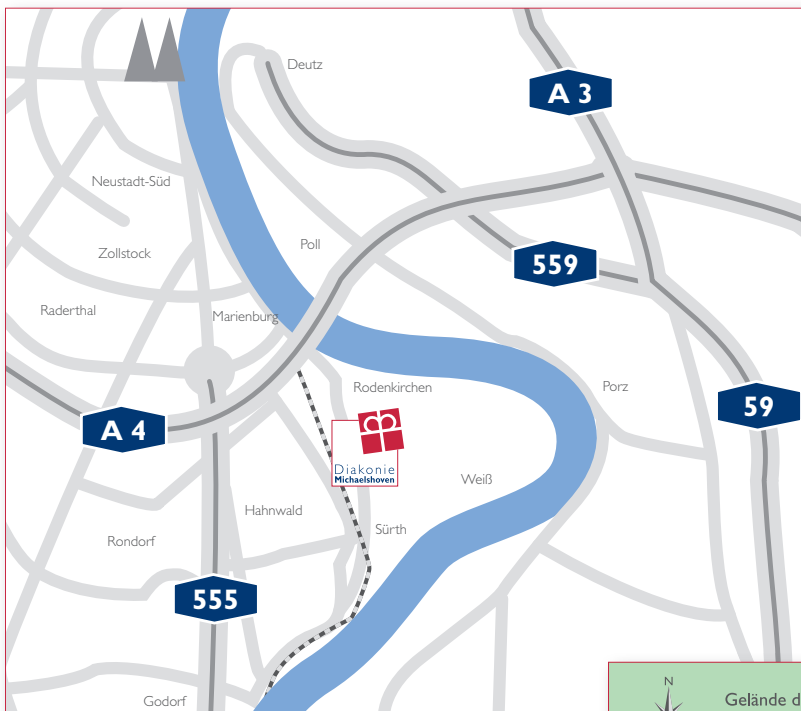 Deutz
A 3
Neustadt-Süd
Poll
Zollstock
559
Raderthal
Marienburg
Rodenkirchen
Porz
59
A 4
Diakonie
Michaelshoven
Weiß
Hahnwald
Sürth
Rondorf
555
N
Gelände d
Godorf